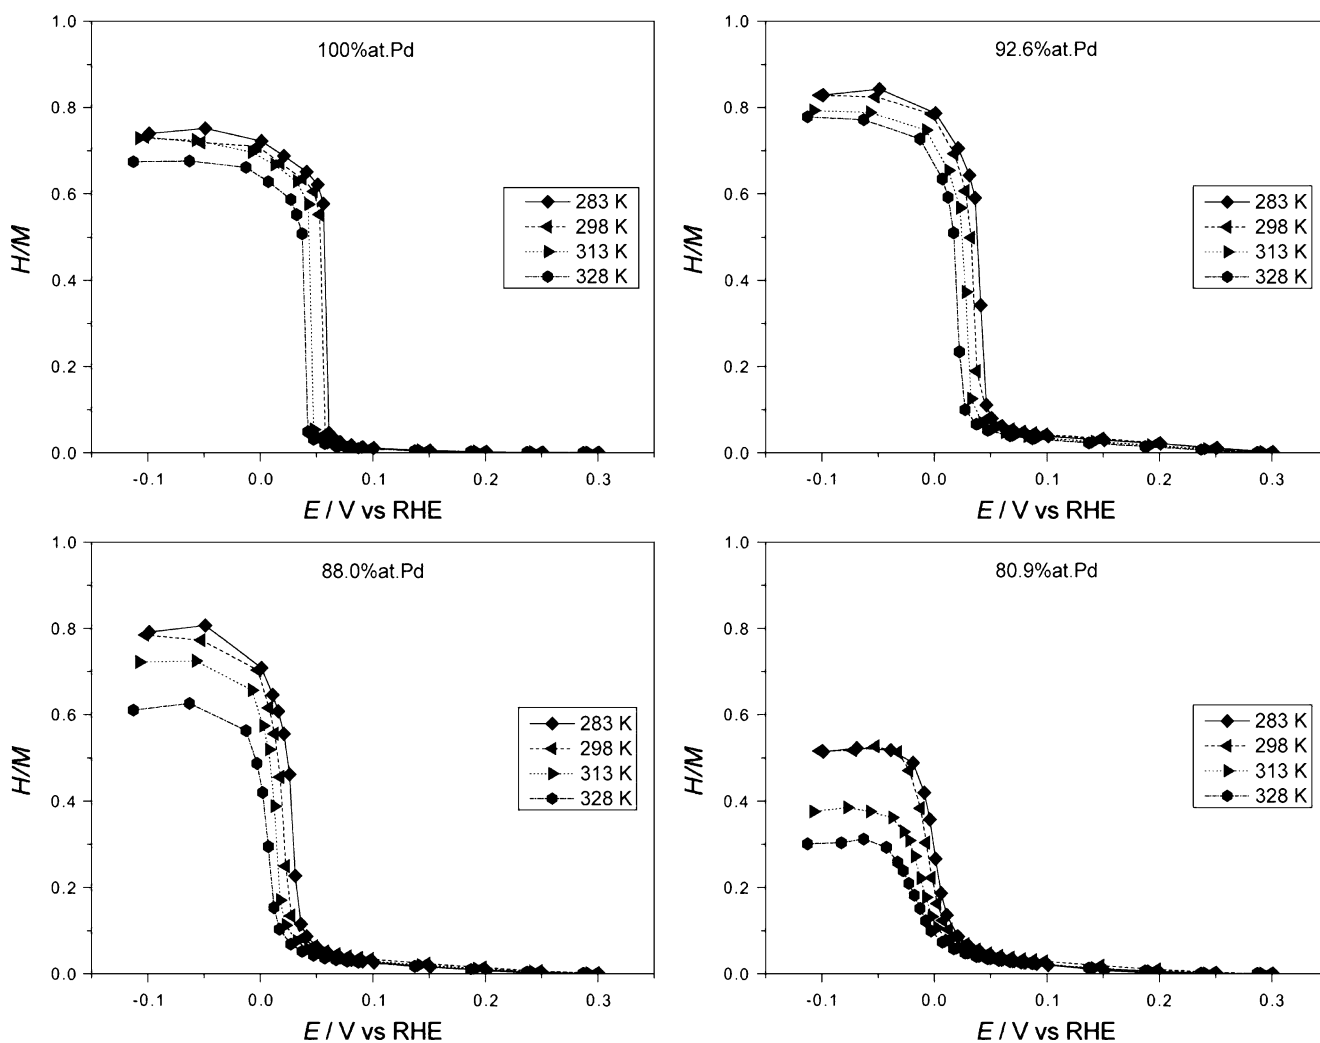 100%at.Pd
1.0
0.8
0.6
0.4
0.2
0.0
H/M
283 K
298 K
313 K
328 K
-0.1 0.0 0.1 0.2 0.3
E / V vs RHE
92.6%at.Pd
1.0
0.8
0.6
0.4
0.2
0.0
H/M
283 K
298 K
313 K
328 K
-0.1 0.0 0.1 0.2 0.3
E / V vs RHE
88.0%at.Pd
1.0
0.8
0.6
0.4
0.2
0.0
H/M
283 K
298 K
313 K
328 K
-0.1 0.0 0.1 0.2 0.3
E / V vs RHE
80.9%at.Pd
1.0
0.8
0.6
0.4
0.2
0.0
H/M
283 K
298 K
313 K
328 K
-0.1 0.0 0.1 0.2 0.3
E / V vs RHE